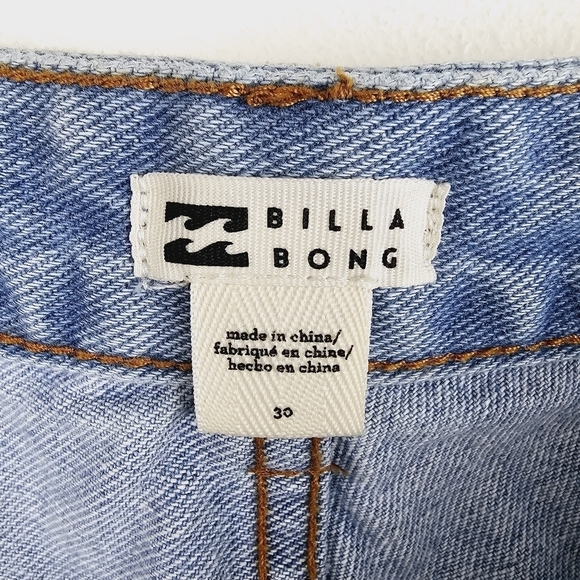 BILLA
BONG
made in china/
fabriqué en chine/
hecho en china
30